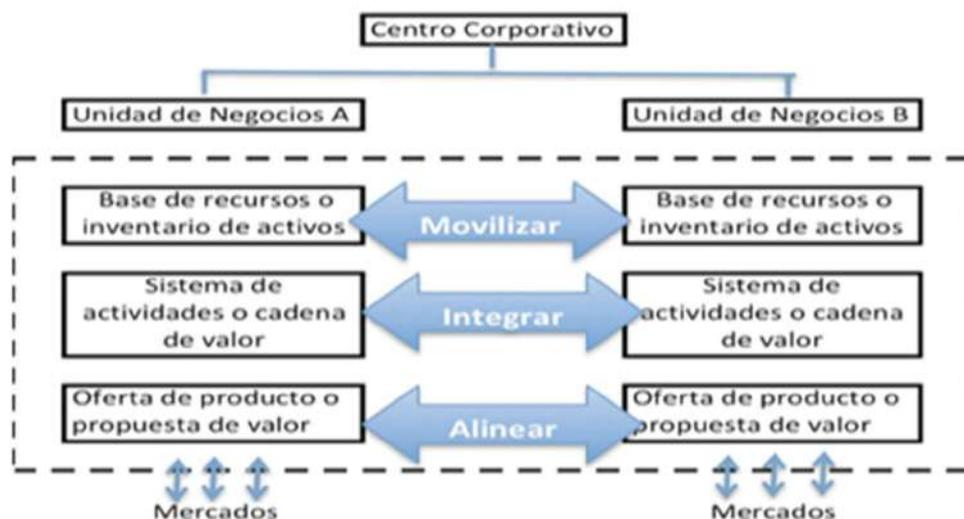 Centro Corporativo
Unidad de Negocios A
Unidad de Negocios B
Base de recursos o
inventario de activos
Movilizar
Base de recursos o
inventario de activos
Sistema de
actividades o cadena
de valor
Integrar
Sistema de
actividades o cadena
de valor
Oferta de producto o
propuesta de valor
Alinear
Oferta de producto o
propuesta de valor
Mercados
Mercados